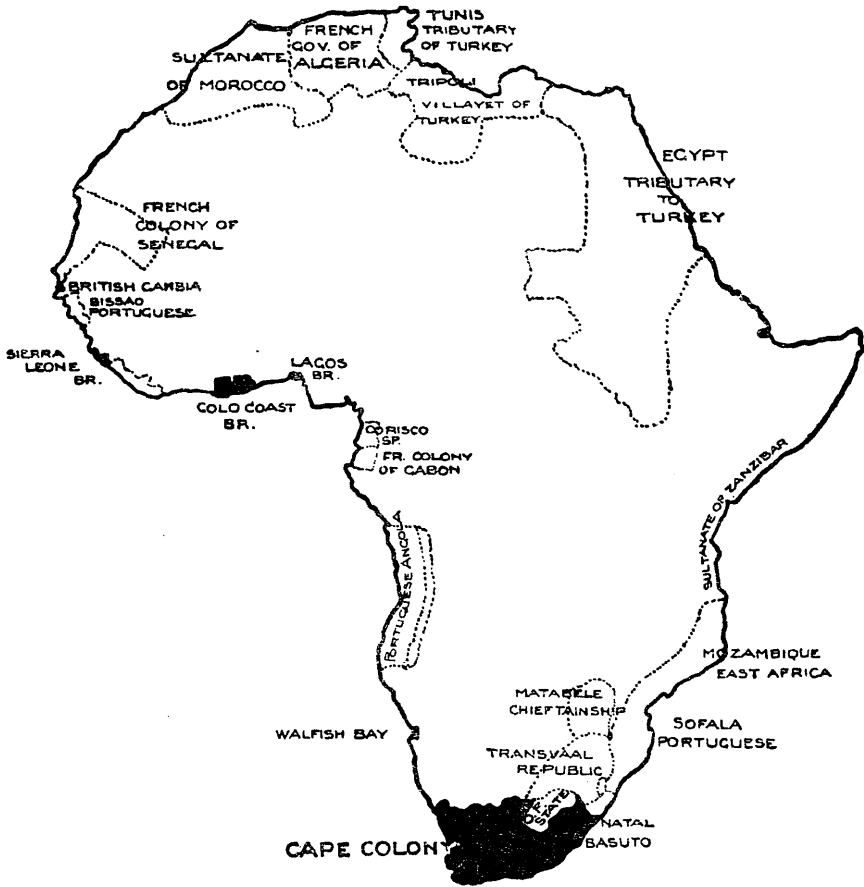 TUNIS
TRIBUTARY
OF TURKEY
FRENCH
GOV. OF
ALGERIA
SULTANATE
OF MOROCCO
TRIPOLI
VILLAYET OF
TURKEY
EGYPT
TRIBUTARY
TO
TURKEY
FRENCH
COLONY OF
SENEGAL
BRITISH GAMBIA
BISSAO
PORTUGUESE
SIERRA
LEONE
BR.
LAGOS
BR.
GOLD COAST
BR.
CORISCO
SP.
FR. COLONY
OF GABON
SULTANATE OF ZANZIBAR
PORTUGUESE ANGOLA
MOZAMBIQUE
EAST AFRICA
MATABELE
CHIEFTAINSHIP
SOFALA
PORTUGUESE
WALFISH BAY
TRANSVAAL
REPUBLIC
OF
STATE
NATAL
BASUTO
CAPE COLONY